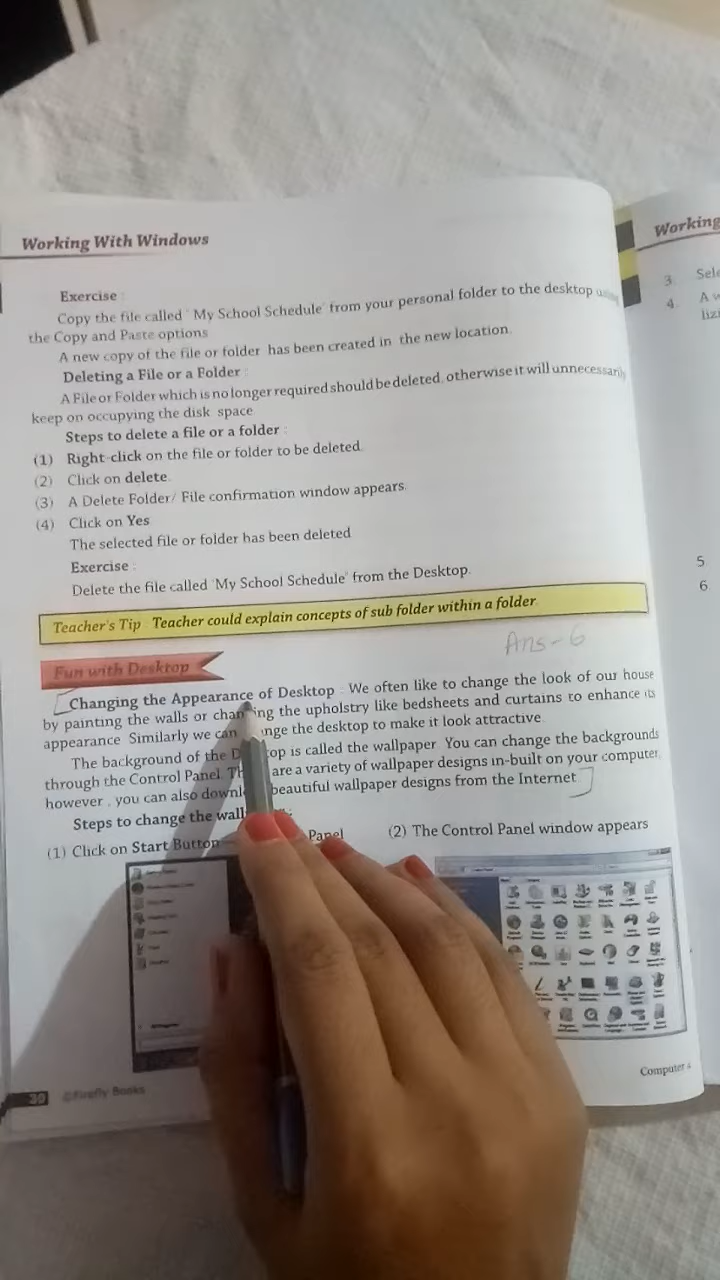 Working With Windows
Working
Exercise :
Copy the file called ' My School Schedule' from your personal folder to the desktop
the Copy and Paste options
A new copy of the file or folder has been created in the new location.
Deleting a File or a Folder :
A File or Folder which is no longer required should be deleted, otherwise it will unnecessarily
keep on occupying the disk space
Steps to delete a file or a folder :
(1) Right-click on the file or folder to be deleted.
(2) Click on delete.
(3) A Delete Folder/ File confirmation window appears.
(4) Click on Yes
The selected file or folder has been deleted
Exercise :
Delete the file called 'My School Schedule' from the Desktop.
Teacher's Tip Teacher could explain concepts of sub folder within a folder
Ans-6
Fun with Desktop
Changing the Appearance of Desktop : We often like to change the look of our house
by painting the walls or changing the upholstry like bedsheets and curtains to enhance its
appearance Similarly we can change the desktop to make it look attractive
The background of the D top is called the wallpaper You can change the backgrounds
through the Control Panel. Th are a variety of wallpaper designs in-built on your computer,
however , you can also downl beautiful wallpaper designs from the Internet
Steps to change the wall
(1) Click on Start Button Panel
(2) The Control Panel window appears
30 ©Firefly Books
Computer 4
3. Sele
4. A w
5
6